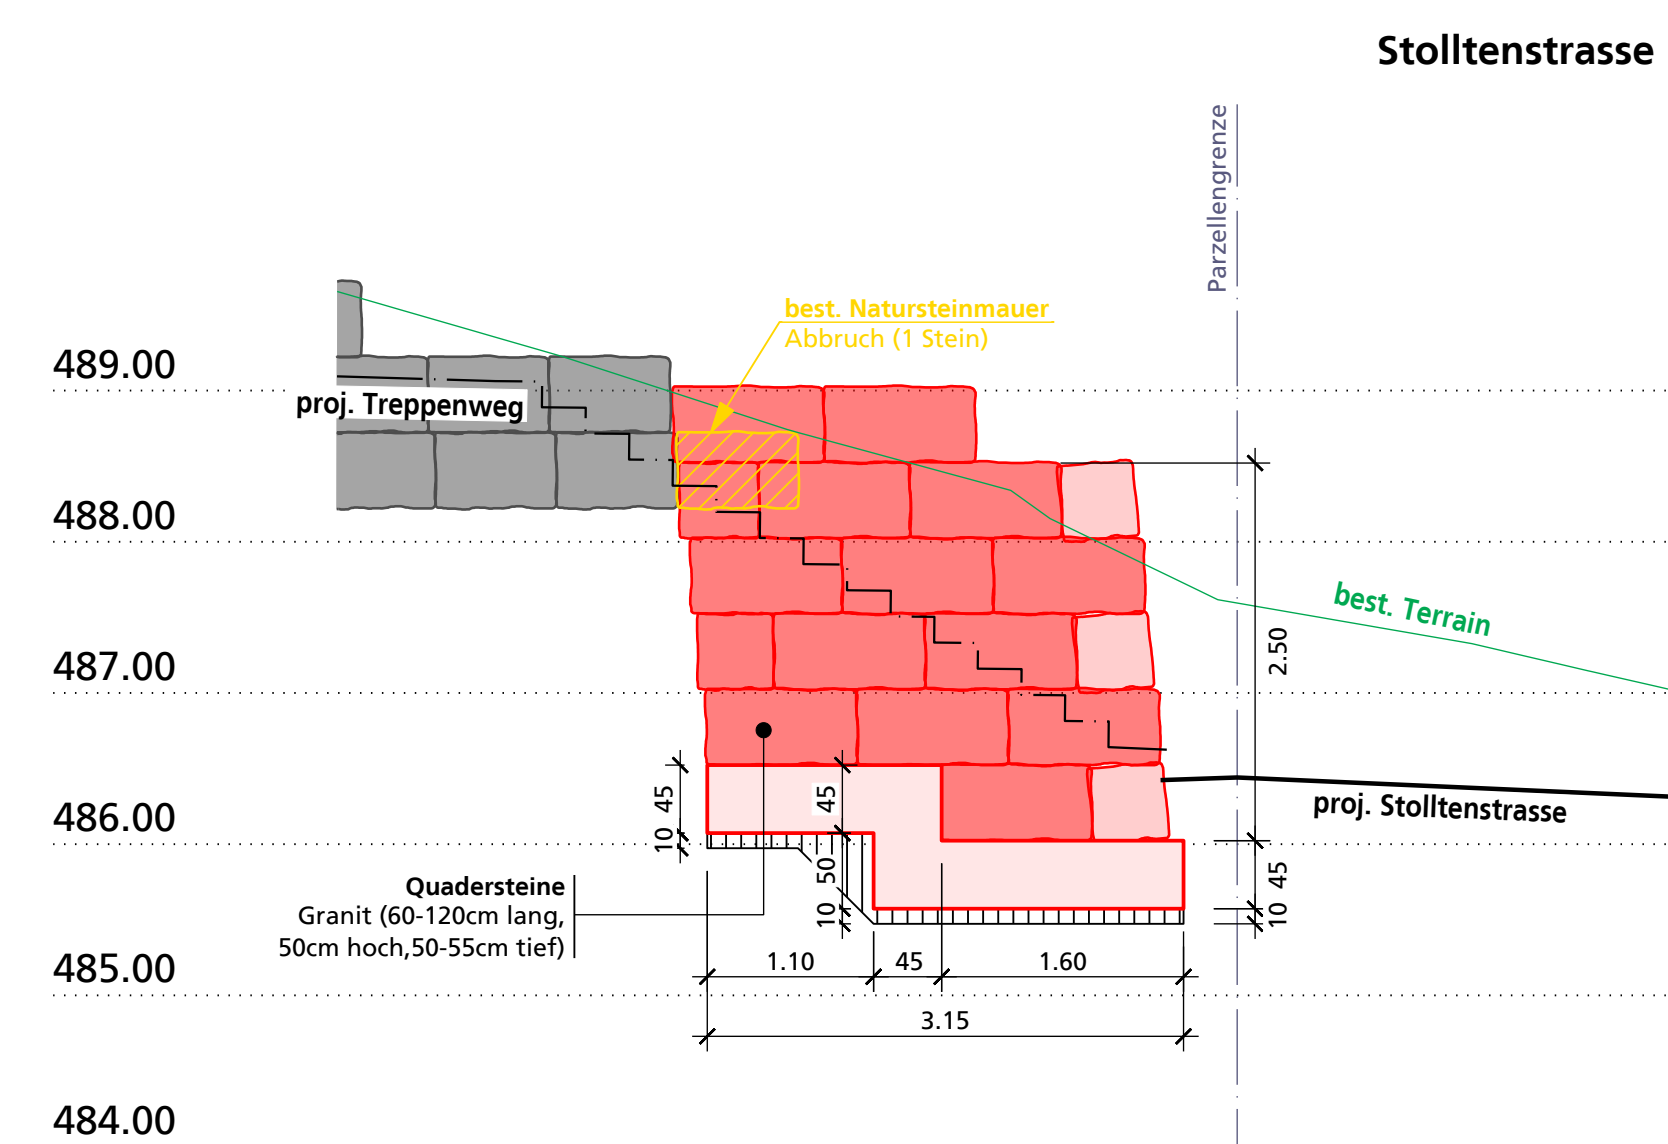 Stolltenstrasse
Parzellengrenze
best. Natursteinmauer
Abbruch (1 Stein)
489.00
proj. Treppenweg
488.00
best. Terrain
487.00
2.50
486.00
proj. Stolltenstrasse
45
10
45
50
10
45
10
Quadersteine
Granit (60-120cm lang,
50cm hoch,50-55cm tief)
485.00
1.10
45
1.60
3.15
484.00